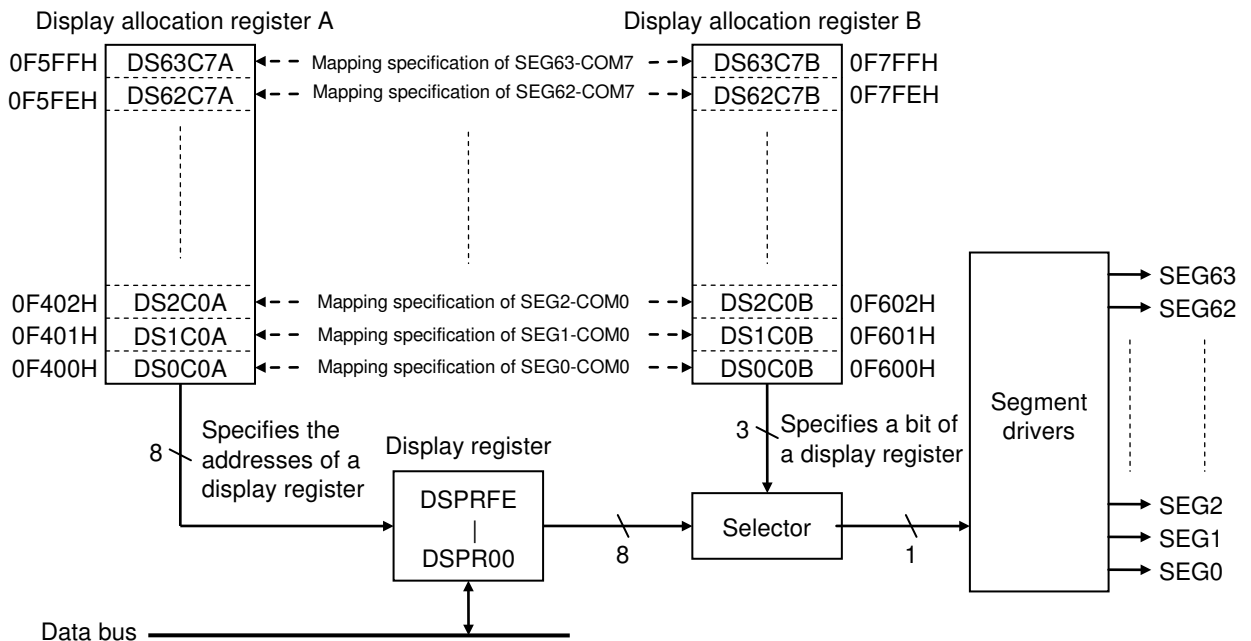 Display allocation register A
Display allocation register B
0F5FFH DS63C7A Mapping specification of SEG63-COM7 DS63C7B 0F7FFH
0F5FEH DS62C7A Mapping specification of SEG62-COM7 DS62C7B 0F7FEH
0F402H DS2C0A Mapping specification of SEG2-COM0 DS2C0B 0F602H
0F401H DS1C0A Mapping specification of SEG1-COM0 DS1C0B 0F601H
0F400H DS0C0A Mapping specification of SEG0-COM0 DS0C0B 0F600H
8
Specifies the
addresses of a
display register
Display register
DSPRFE
DSPR00
8
3
Specifies a bit of
a display register
Selector
1
Segment
drivers
SEG63
SEG62
SEG2
SEG1
SEG0
Data bus